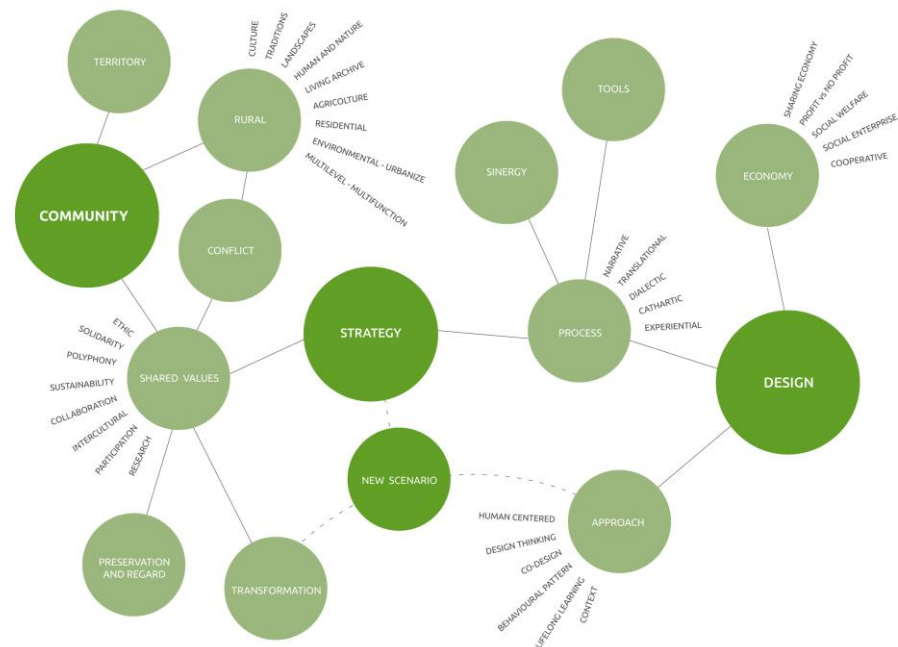 TERRITORY
RURAL
CULTURE
TRADITIONS
LANDSCAPES
HUMAN AND NATURE
LIVING ARCHIVE
AGRICOLTURE
RESIDENTIAL
ENVIRONMENTAL - URBANIZE
MULTILEVEL - MULTIFUNCTION
COMMUNITY
CONFLICT
SHARED VALUES
ETHIC
SOLIDARITY
POLYPHONY
SUSTAINABILITY
COLLABORATION
INTERCULTURAL
PARTICIPATION
RESEARCH
PRESERVATION
AND REGARD
TRANSFORMATION
STRATEGY
NEW SCENARIO
SINERGY
TOOLS
PROCESS
NARRATIVE
TRANSLATIONAL
DIALECTIC
CATHARTIC
EXPERIENTIAL
ECONOMY
SHARING ECONOMY
PROFIT vs NO PROFIT
SOCIAL WELFARE
SOCIAL ENTERPRISE
COOPERATIVE
DESIGN
APPROACH
HUMAN CENTERED
DESIGN THINKING
CO-DESIGN
BEHAVIOURAL PATTERN
LIFELONG LEARNING
CONTEXT